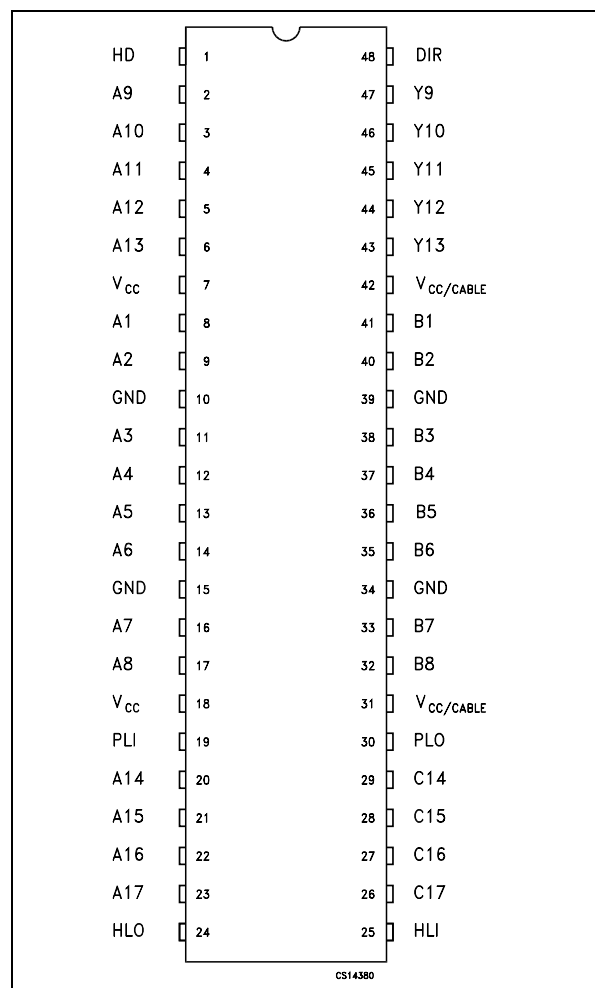 HD 1 48 DIR
A9 2 47 Y9
A10 3 46 Y10
A11 4 45 Y11
A12 5 44 Y12
A13 6 43 Y13
VCC 7 42 VCC/CABLE
A1 8 41 B1
A2 9 40 B2
GND 10 39 GND
A3 11 38 B3
A4 12 37 B4
A5 13 36 B5
A6 14 35 B6
GND 15 34 GND
A7 16 33 B7
A8 17 32 B8
VCC 18 31 VCC/CABLE
PLI 19 30 PLO
A14 20 29 C14
A15 21 28 C15
A16 22 27 C16
A17 23 26 C17
HLO 24 25 HLI
CS14380